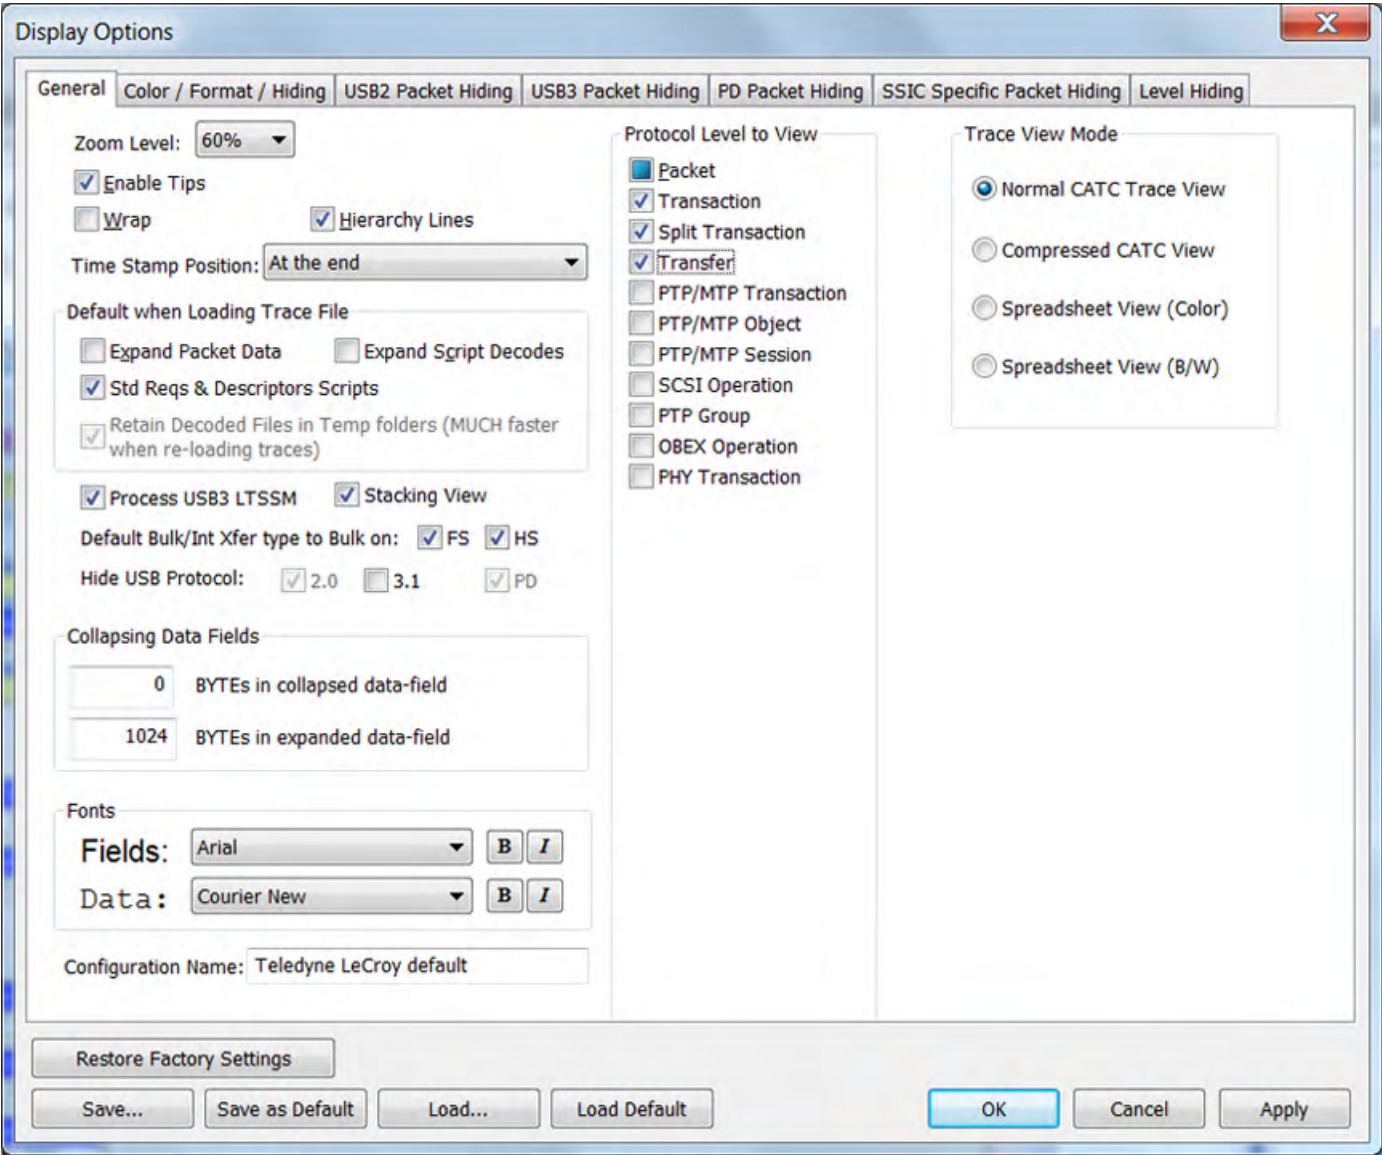 Display Options
General
Color / Format / Hiding
USB2 Packet Hiding
USB3 Packet Hiding
PD Packet Hiding
SSIC Specific Packet Hiding
Level Hiding
Zoom Level: 60%
Enable Tips
Wrap
Hierarchy Lines
Time Stamp Position: At the end
Default when Loading Trace File
Expand Packet Data
Expand Script Decodes
Std Reqs & Descriptors Scripts
Retain Decoded Files in Temp folders (MUCH faster
when re-loading traces)
Process USB3 LTSSM
Stacking View
Default Bulk/Int Xfer type to Bulk on: FS HS
Hide USB Protocol: 2.0 3.1 PD
Collapsing Data Fields
0 BYTEs in collapsed data-field
1024 BYTEs in expanded data-field
Fonts
Fields: Arial B I
Data: Courier New B I
Configuration Name: Teledyne LeCroy default
Protocol Level to View
Packet
Transaction
Split Transaction
Transfer
PTP/MTP Transaction
PTP/MTP Object
PTP/MTP Session
SCSI Operation
PTP Group
OBEX Operation
PHY Transaction
Trace View Mode
Normal CATC Trace View
Compressed CATC View
Spreadsheet View (Color)
Spreadsheet View (B/W)
Restore Factory Settings
Save...
Save as Default
Load...
Load Default
OK
Cancel
Apply